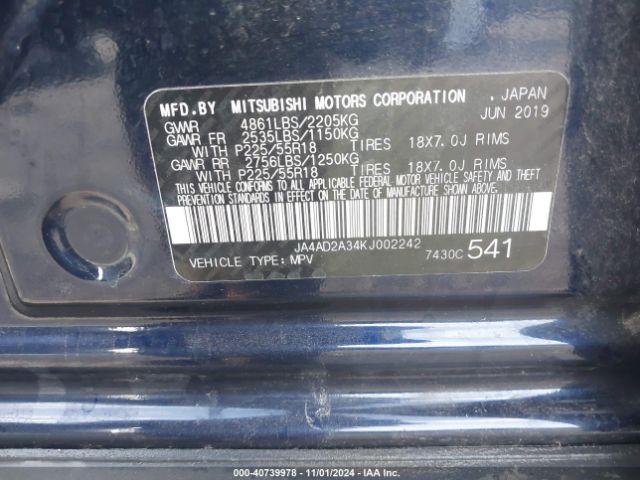 MFD.BY MITSUBISHI MOTORS CORPORATION , JAPAN
GVWR 4861LBS/2205KG JUN 2019
GAWR FR 2535LBS/1150KG
WITH P225/55R18 TIRES 18X7.0J RIMS
GAWR RR 2756LBS/1250KG
WITH P225/55R18 TIRES 18X7.0J RIMS
THIS VEHICLE CONFORMS TO ALL APPLICABLE FEDERAL MOTOR VEHICLE SAFETY AND THEFT
PREVENTION STANDARDS IN EFFECT ON THE DATE OF MANUFACTURE SHOWN ABOVE.
JA4AD2A34KJ002242
VEHICLE TYPE: MPV 7430C 541
000-40739978 - 11/01/2024 - IAA Inc.